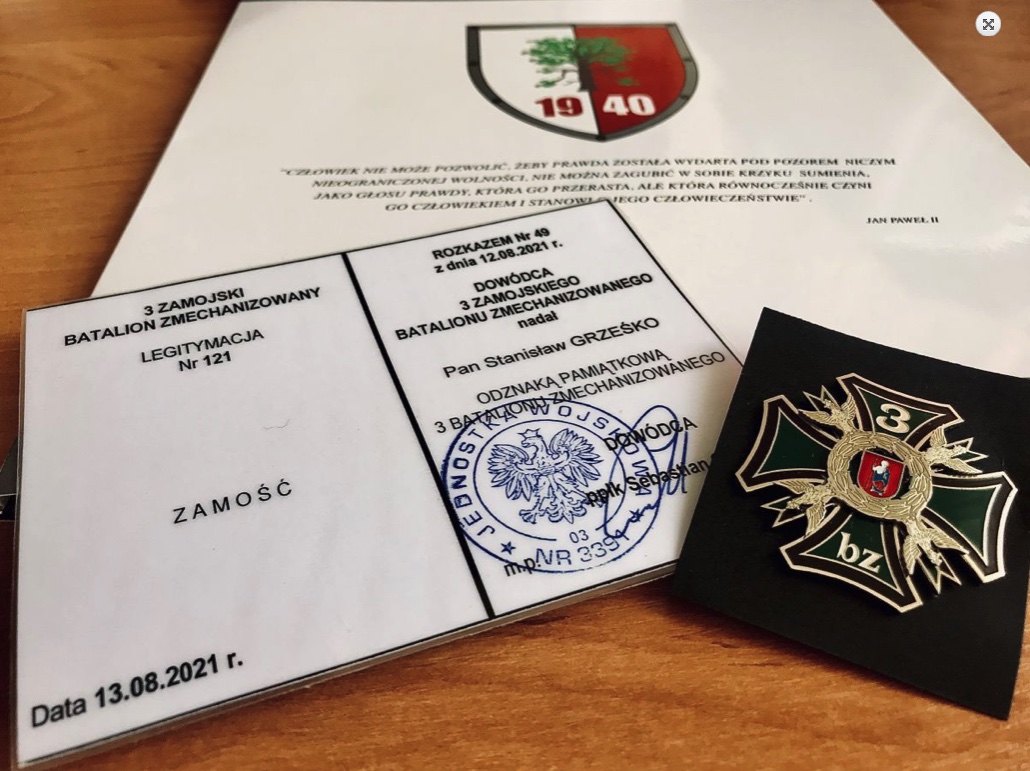 19 40
"CZŁOWIEK NIE MOŻE POZWOLIĆ, ŻEBY PRAWDA ZOSTAŁA WYDARTA POD POZOREM NICZYM
NIEOGRANICZONEJ WOLNOŚCI, NIE MOŻNA ZAGUBIĆ W SOBIE KRZYKU SUMIENIA,
JAKO GŁOSU PRAWDY, KTÓRA GO PRZERASTA, ALE KTÓRA RÓWNOCZEŚNIE CZYNI
GO CZŁOWIEKIEM I STANOWI JEGO CZŁOWIECZEŃSTWIE".
JAN PAWEŁ II
3 ZAMOJSKI
BATALION ZMECHANIZOWANY
LEGITYMACJA
Nr 121
ZAMOŚĆ
Data 13.08.2021 r.
ROZKAZEM Nr 49
z dnia 12.08.2021 r.
DOWÓDCA
3 ZAMOJSKIEGO
BATALIONU ZMECHANIZOWANEGO
nadał
Pan Stanisław GRZEŚKO
ODZNAKĄ PAMIĄTKOWĄ
3 BATALIONU ZMECHANIZOWANEGO
DOWÓDCA
ppłk Sebastian
m.p.
JEDNOSTKA WOJSKOWA
03
NR 339
3
bz